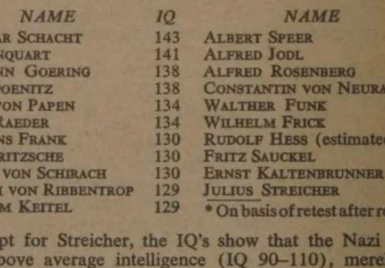 NAME IQ NAME
AR SCHACHT 143 ALBERT SPEER
NQUART 141 ALFRED JODL
NN GOERING 138 ALFRED ROSENBERG
OENITZ 138 CONSTANTIN VON NEURA
VON PAPEN 134 WALTHER FUNK
RAEDER 134 WILHELM FRICK
NS FRANK 130 RUDOLF HESS (estimated
RITZSCHE 130 FRITZ SAUCKEL
VON SCHIRACH 130 ERNST KALTENBRUNNER
VON RIBBENTROP 129 JULIUS STREICHER
M KEITEL 129 * On basis of retest after re
pt for Streicher, the IQ's show that the Nazi
bove average intelligence (IQ 90–110), mere